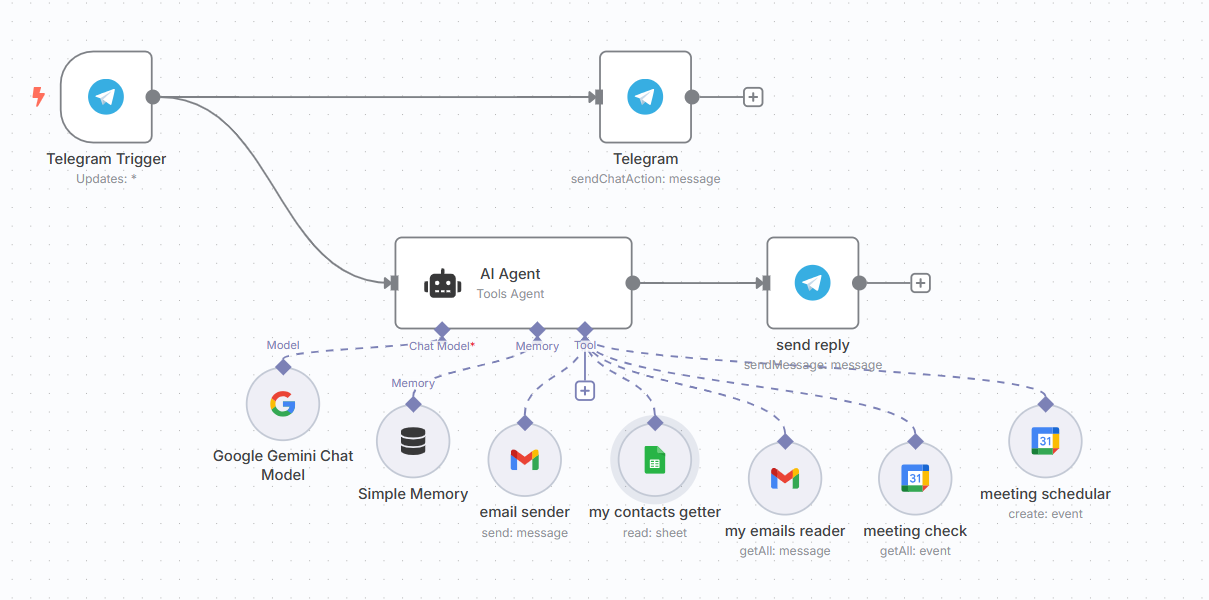 Telegram Trigger
Updates: *
Telegram
sendChatAction: message
AI Agent
Tools Agent
Chat Model*
Memory
Tool
send reply
sendMessage: message
Model
Google Gemini Chat
Model
Memory
Simple Memory
email sender
send: message
my contacts getter
read: sheet
my emails reader
getAll: message
31
meeting check
getAll: event
31
meeting schedular
create: event